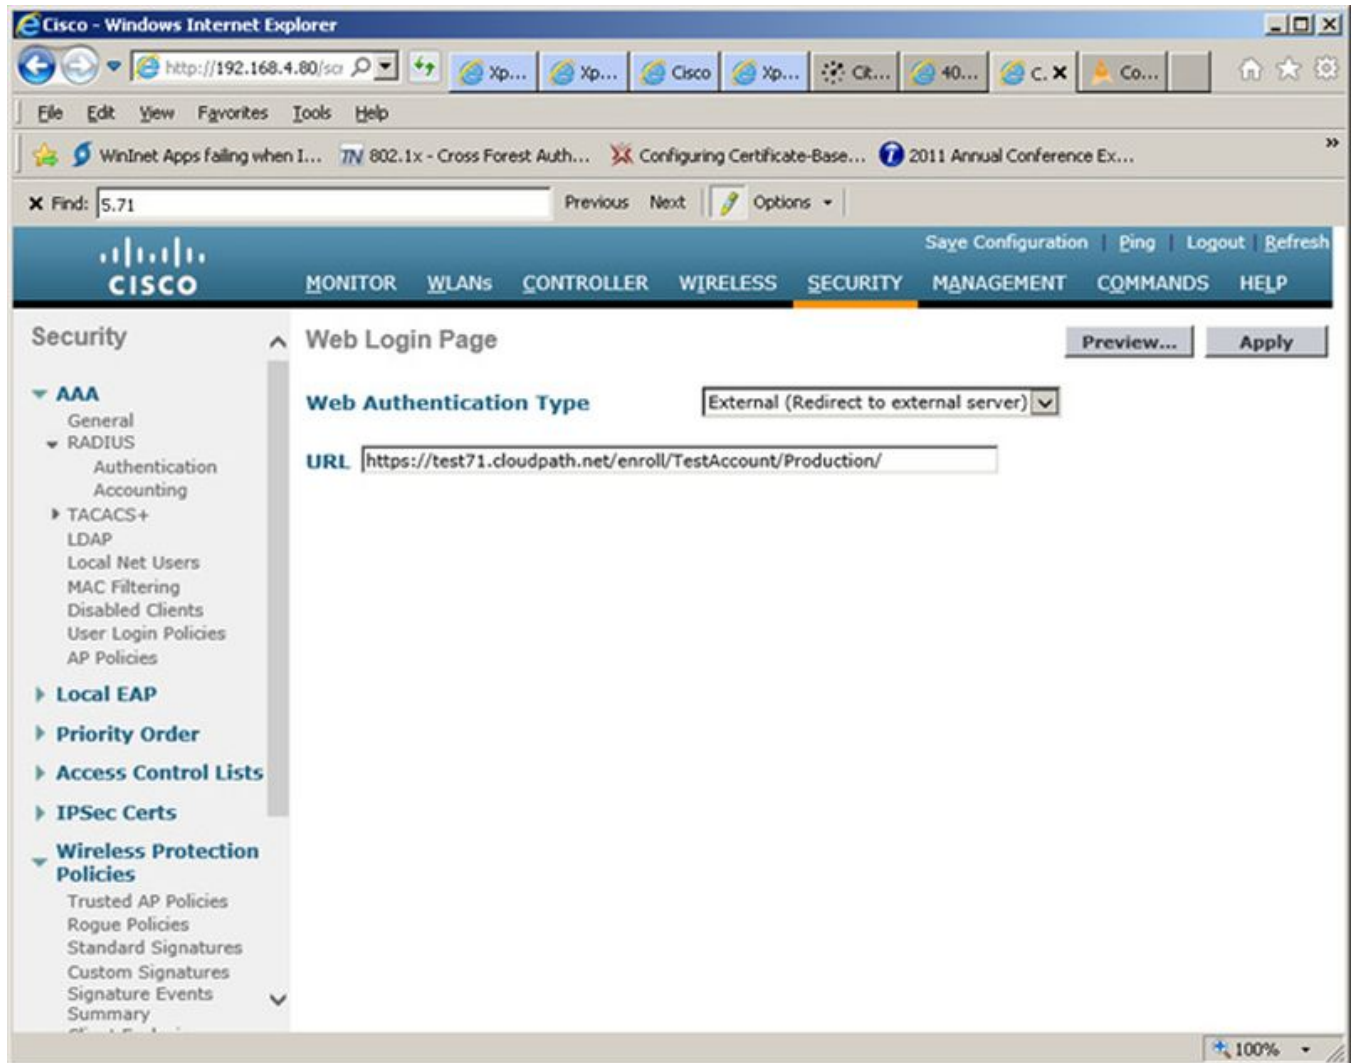 Cisco - Windows Internet Explorer
http://192.168.4.80/scr Xp... Xp... Cisco Xp... Cit... 40... C... Co...
File Edit View Favorites Tools Help
WinInet Apps failing when I... TN 802.1x - Cross Forest Auth... Configuring Certificate-Base... 2011 Annual Conference Ex... »
x Find: 5.71 Previous Next Options
Save Configuration | Ping | Logout | Refresh
CISCO MONITOR WLANs CONTROLLER WIRELESS SECURITY MANAGEMENT COMMANDS HELP
Security
Web Login Page Preview... Apply
AAA
General
RADIUS
Authentication
Accounting
TACACS+
LDAP
Local Net Users
MAC Filtering
Disabled Clients
User Login Policies
AP Policies
Local EAP
Priority Order
Access Control Lists
IPSec Certs
Wireless Protection
Policies
Trusted AP Policies
Rogue Policies
Standard Signatures
Custom Signatures
Signature Events
Summary
Web Authentication Type External (Redirect to external server)
URL https://test71.cloudpath.net/enroll/TestAccount/Production/
100%